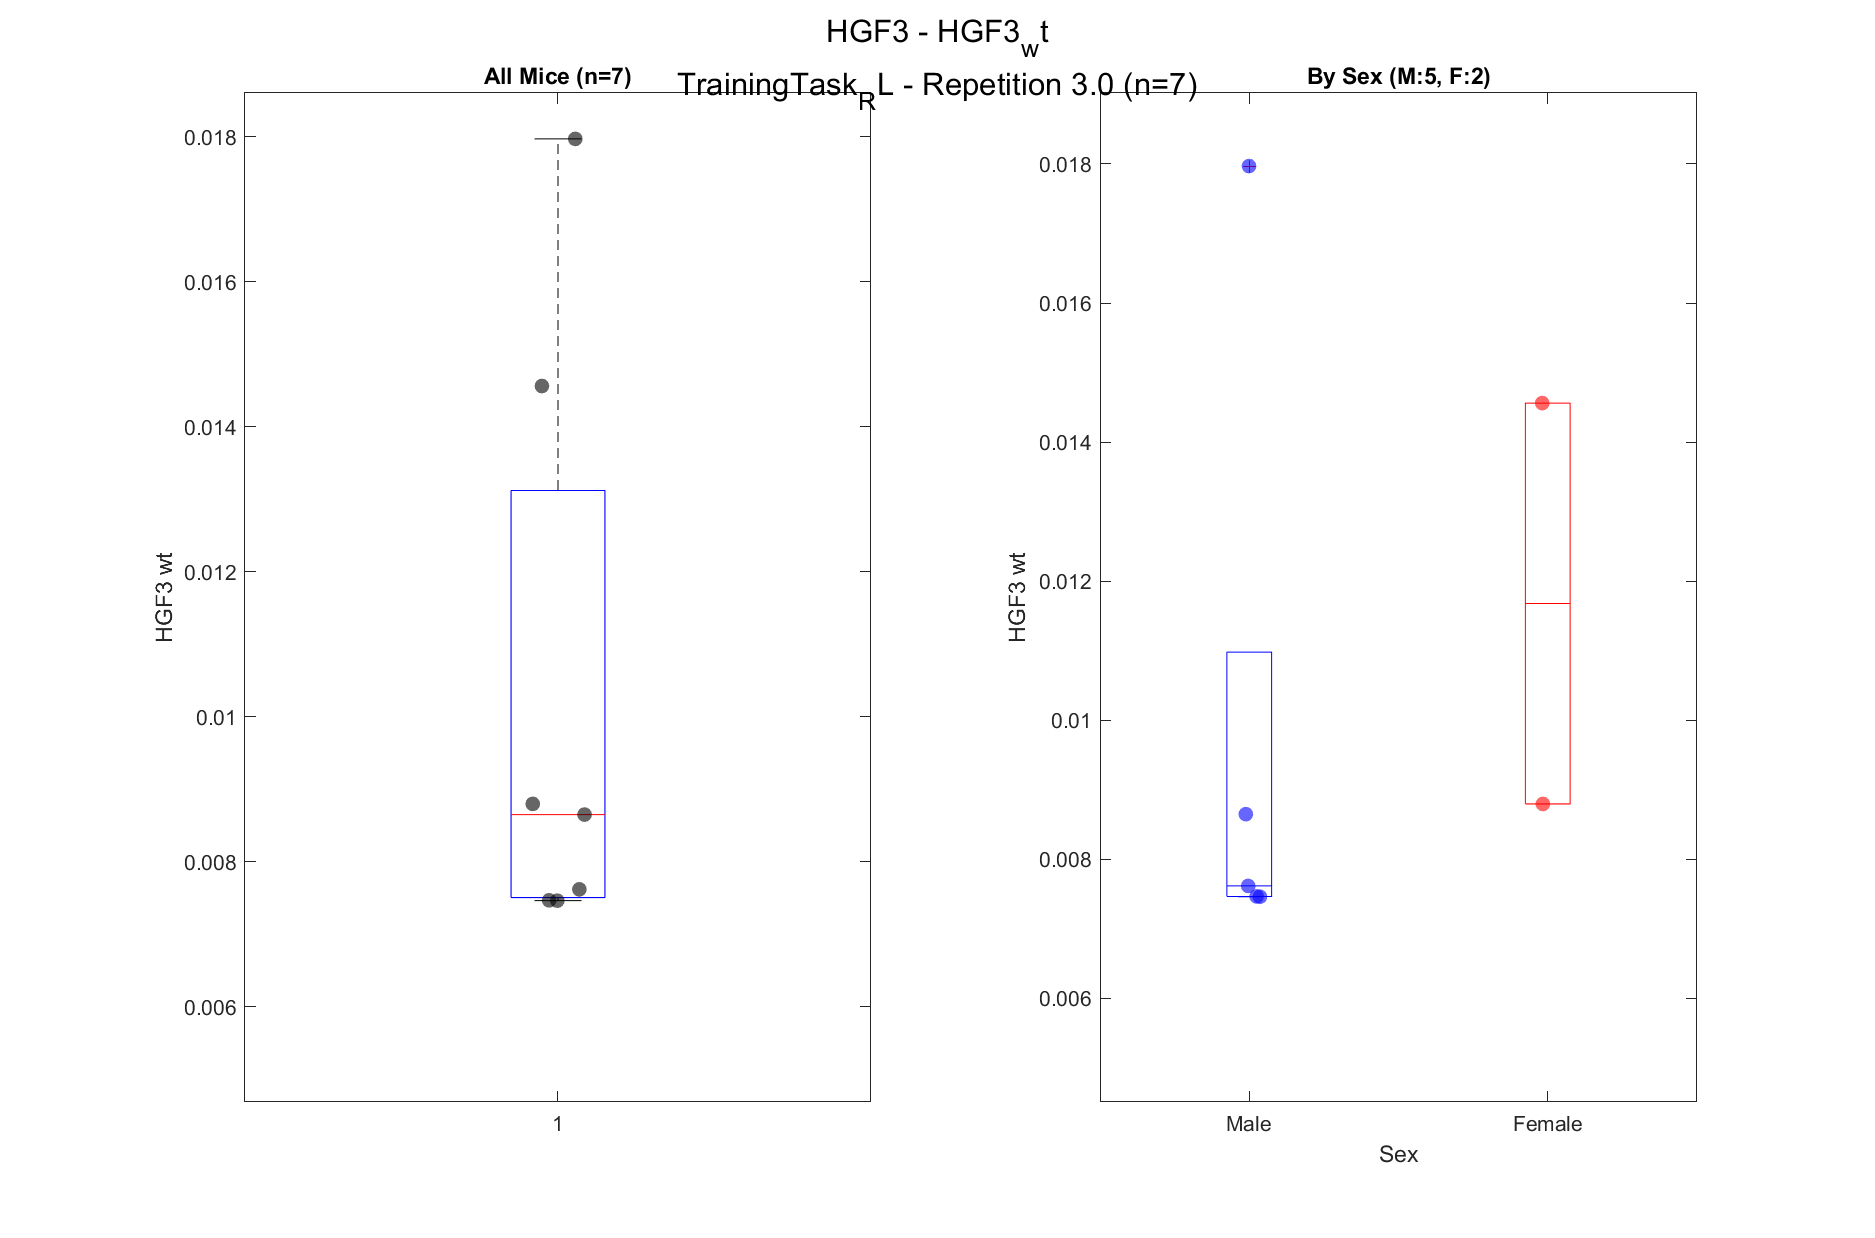 HGF3 - HGF3_wt
TrainingTask_RL - Repetition 3.0 (n=7)
All Mice (n=7)
0.018
0.016
0.014
0.012
0.01
0.008
0.006
HGF3 wt
1
By Sex (M:5, F:2)
0.018
0.016
0.014
0.012
0.01
0.008
0.006
HGF3 wt
Male
Female
Sex